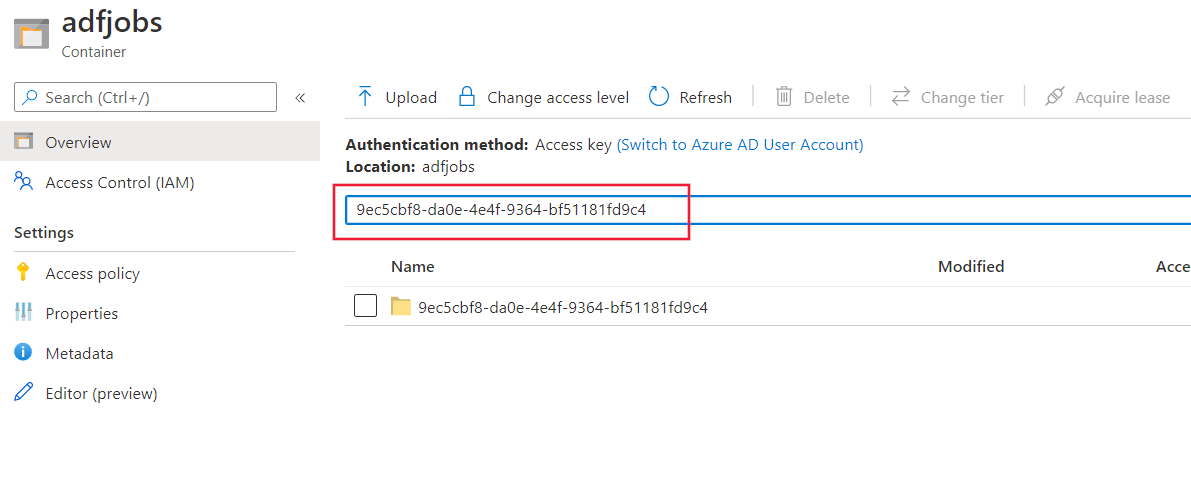 adfjobs
Container
Search (Ctrl+/)
«
Overview
Access Control (IAM)
Settings
Access policy
Properties
Metadata
Editor (preview)
Upload
Change access level
Refresh
Delete
Change tier
Acquire lease
Authentication method: Access key (Switch to Azure AD User Account)
Location: adfjobs
9ec5cbf8-da0e-4e4f-9364-bf51181fd9c4
Name Modified Acce
9ec5cbf8-da0e-4e4f-9364-bf51181fd9c4